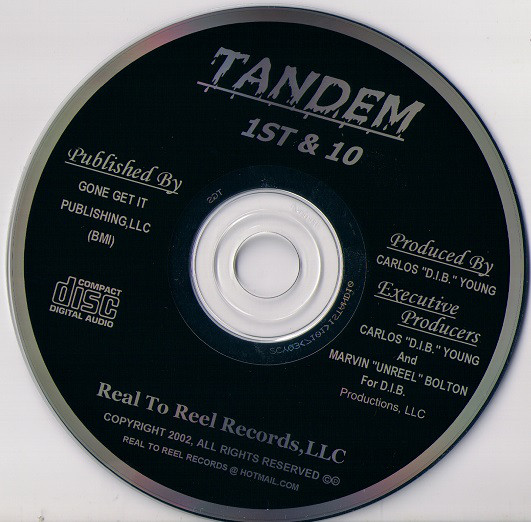 TANDEM
1ST & 10
Published By
GONE GET IT
PUBLISHING,LLC
(BMI)
COMPACT
disc
DIGITAL AUDIO
Produced By
CARLOS "D.I.B." YOUNG
Executive
Producers
CARLOS "D.I.B." YOUNG
And
MARVIN "UNREEL" BOLTON
For D.I.B.
Productions, LLC
Real To Reel Records,LLC
COPYRIGHT 2002, ALL RIGHTS RESERVED ©®
REAL TO REEL RECORDS @ HOTMAIL.COM